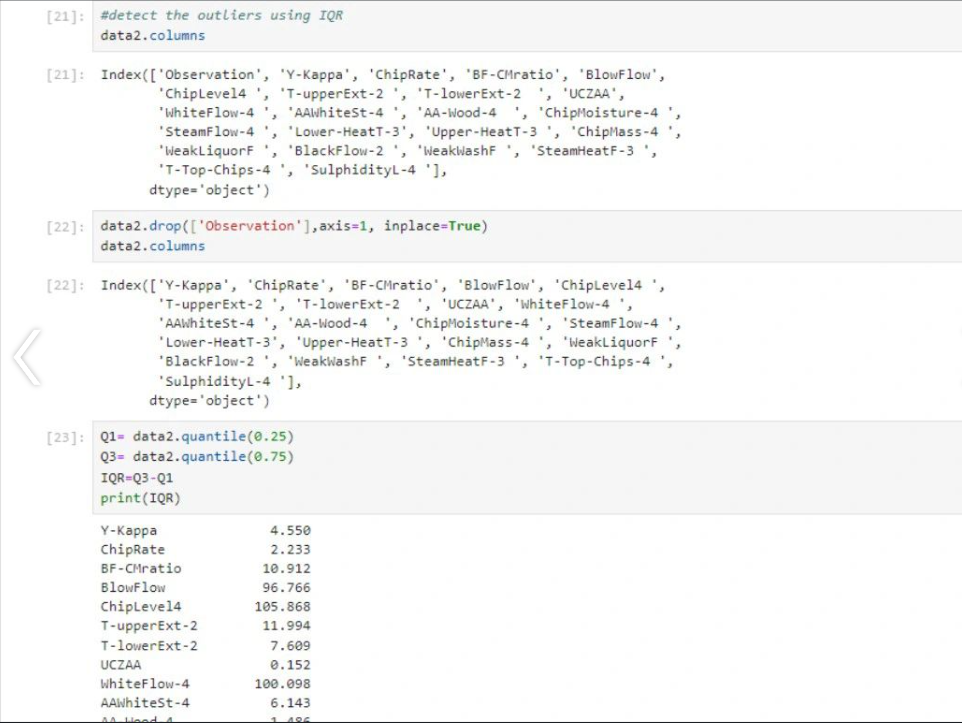 [21]: #detect the outliers using IQR
data2.columns
[21]: Index(['Observation', 'Y-Kappa', 'ChipRate', 'BF-CMratio', 'BlowFlow',
'ChipLevel4 ', 'T-upperExt-2 ', 'T-lowerExt-2  ', 'UCZAA',
'WhiteFlow-4 ', 'AAWhiteSt-4 ', 'AA-Wood-4  ', 'ChipMoisture-4 ',
'SteamFlow-4 ', 'Lower-HeatT-3', 'Upper-HeatT-3 ', 'ChipMass-4 ',
'WeakLiquorF ', 'BlackFlow-2 ', 'WeakWashF ', 'SteamHeatF-3 ',
'T-Top-Chips-4 ', 'SulphidityL-4 '],
dtype='object')
[22]: data2.drop(['Observation'],axis=1, inplace=True)
data2.columns
[22]: Index(['Y-Kappa', 'ChipRate', 'BF-CMratio', 'BlowFlow', 'ChipLevel4 ',
'T-upperExt-2 ', 'T-lowerExt-2  ', 'UCZAA', 'WhiteFlow-4 ',
'AAWhiteSt-4 ', 'AA-Wood-4  ', 'ChipMoisture-4 ', 'SteamFlow-4 ',
'Lower-HeatT-3', 'Upper-HeatT-3 ', 'ChipMass-4 ', 'WeakLiquorF ',
'BlackFlow-2 ', 'WeakWashF ', 'SteamHeatF-3 ', 'T-Top-Chips-4 ',
'SulphidityL-4 '],
dtype='object')
[23]: Q1= data2.quantile(0.25)
Q3= data2.quantile(0.75)
IQR=Q3-Q1
print(IQR)
Y-Kappa 4.550
ChipRate 2.233
BF-CMratio 10.912
BlowFlow 96.766
ChipLevel4 105.868
T-upperExt-2 11.994
T-lowerExt-2 7.609
UCZAA 0.152
WhiteFlow-4 100.098
AAWhiteSt-4 6.143
AA-Wood-4 1.486